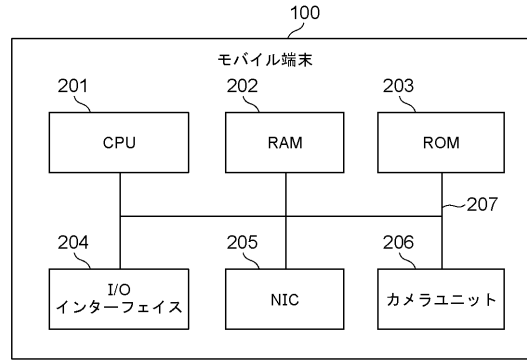 100
モバイル端末
201
202
203
CPU
RAM
ROM
207
204
205
206
I/O
インターフェイス
NIC
カメラユニット